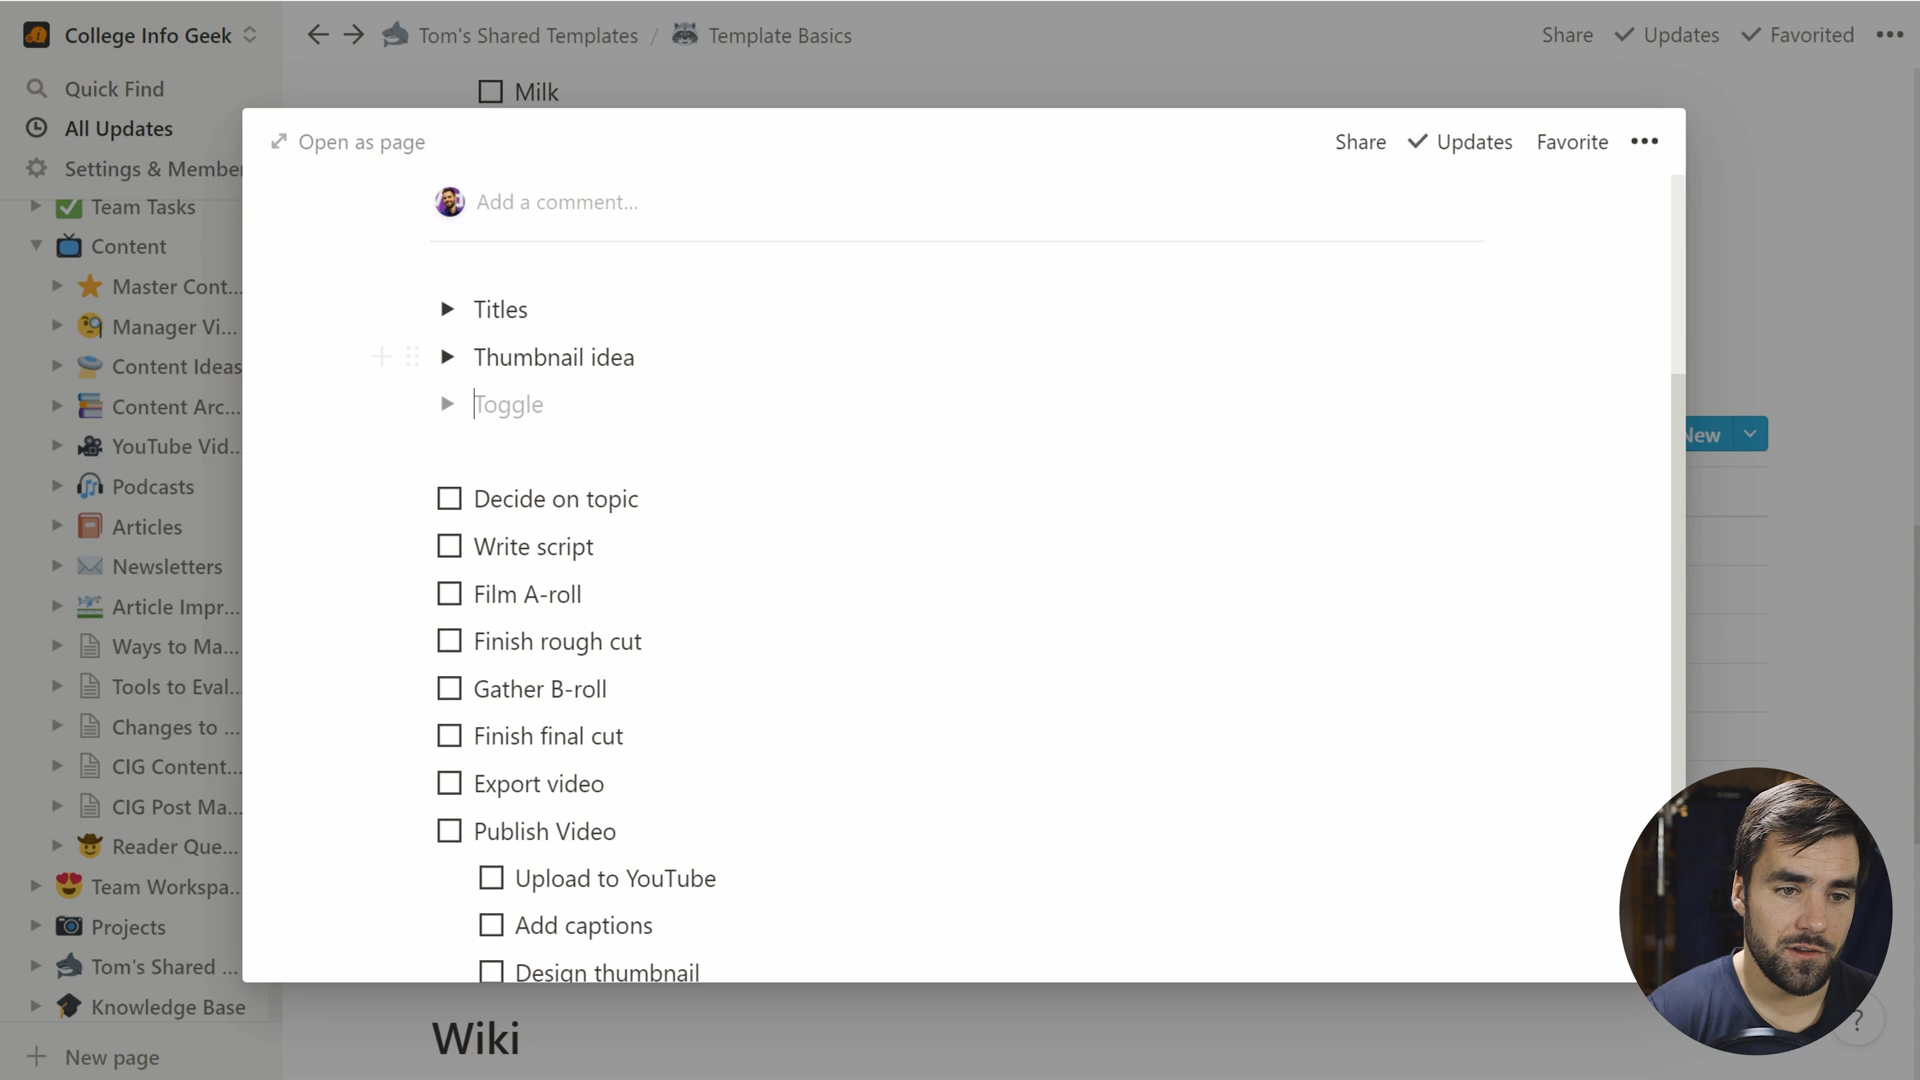 College Info Geek
Tom's Shared Templates / Template Basics
Share
Updates
Favorited
Quick Find
All Updates
Settings & Member
Team Tasks
Content
Master Cont...
Manager Vi...
Content Ideas
Content Arc...
YouTube Vid...
Podcasts
Articles
Newsletters
Article Impr...
Ways to Ma...
Tools to Eval...
Changes to ...
CIG Content...
CIG Post Ma...
Reader Que...
Team Workspa...
Projects
Tom's Shared ...
Knowledge Base
New page
Milk
Open as page
Share
Updates
Favorite
Add a comment...
Titles
Thumbnail idea
Toggle
Decide on topic
Write script
Film A-roll
Finish rough cut
Gather B-roll
Finish final cut
Export video
Publish Video
Upload to YouTube
Add captions
Design thumbnail
New
Wiki
?